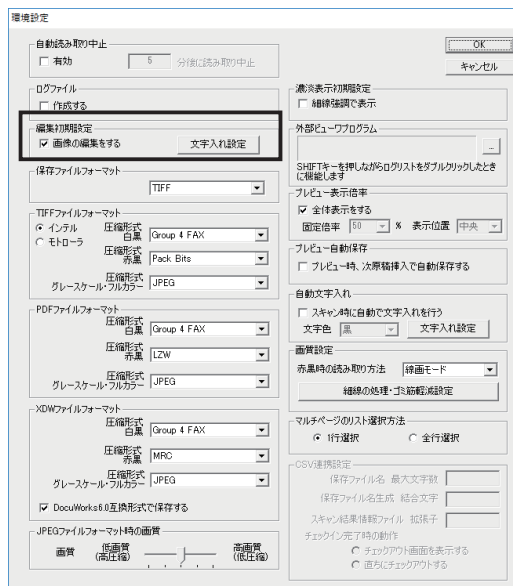 環境設定
自動読み取り中止
有効
5
分後に読み取り中止
OK
キャンセル
ログファイル
作成する
編集初期設定
画像の編集をする
文字入れ設定
保存ファイルフォーマット
TIFF
TIFFファイルフォーマット
インテル
モトローラ
圧縮形式
白黒
Group 4 FAX
圧縮形式
赤黒
Pack Bits
圧縮形式
グレースケール・フルカラー
JPEG
PDFファイルフォーマット
圧縮形式
白黒
Group 4 FAX
圧縮形式
赤黒
LZW
圧縮形式
グレースケール・フルカラー
JPEG
XDWファイルフォーマット
圧縮形式
白黒
Group 4 FAX
圧縮形式
赤黒
MRC
圧縮形式
グレースケール・フルカラー
JPEG
DocuWorks6.0互換形式で保存する
JPEGファイルフォーマット時の画質
画質
低画質
(高圧縮)
高画質
(低圧縮)
濃淡表示初期設定
細線強調で表示
外部ビューワプログラム
...
SHIFTキーを押しながらログリストをダブルクリックしたとき
に機能します
プレビュー表示倍率
全体表示をする
固定倍率
50
%
表示位置
中央
プレビュー自動保存
プレビュー時、次原稿挿入で自動保存する
自動文字入れ
スキャン時に自動で文字入れを行う
文字色
黒
文字入れ設定
画質設定
赤黒時の読み取り方法
線画モード
細線の処理・ゴミ筋軽減設定
マルチページのリスト選択方法
1行選択
全行選択
CSV連携設定
保存ファイル名 最大文字数
保存ファイル名生成 結合文字
スキャン結果情報ファイル 拡張子
チェックイン完了時の動作
チェックアウト画面を表示する
直ちにチェックアウトする